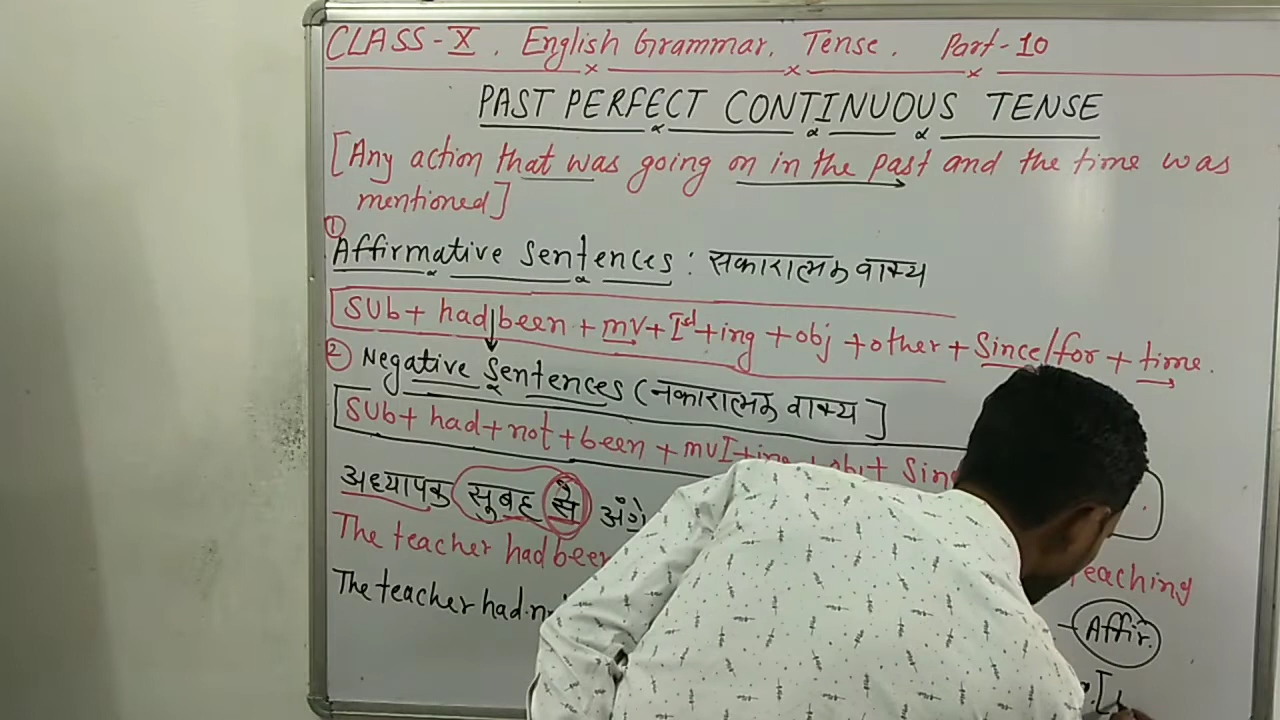 CLASS-X. English Grammar. Tense. Part-10
PAST PERFECT CONTINUOUS TENSE
[Any action that was going on in the past and the time was
mentioned]
① Affirmative Sentences: सकारात्मक वाक्य
SUb+ had been + mv+Ist+ing +obj +other + Since/for + time.
② Negative Sentences (नकारात्मक वाक्य]
SUb+ had+not+been + mvI+ing + obj+
अध्यापक सुबह से
The teacher had been teaching
The teacher had Affir.